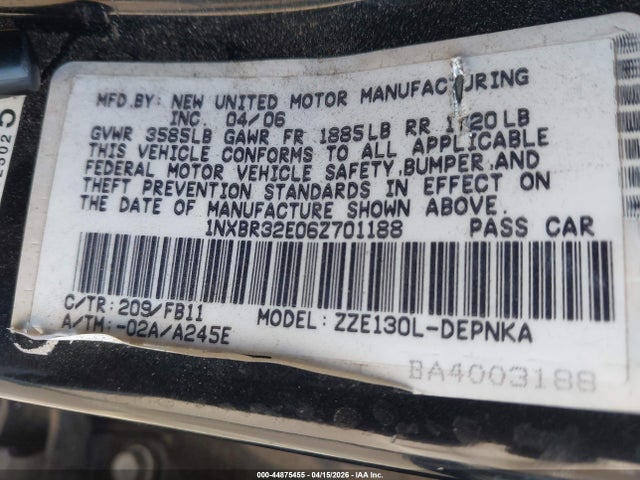 MFD.BY: NEW UNITED MOTOR MANUFACTURING
INC. 04/06
GVWR 3585LB GAWR FR 1885LB RR 1720LB
THIS VEHICLE CONFORMS TO ALL APPLICABLE
FEDERAL MOTOR VEHICLE SAFETY, BUMPER, AND
THEFT PREVENTION STANDARDS IN EFFECT ON
THE DATE OF MANUFACTURE SHOWN ABOVE.
1NXBR32E06Z701188 PASS CAR
C/TR: 209/FB11
A/TM: -02A/A245E
MODEL: ZZE130L-DEPNKA
BA4003188
000-44875455 - 04/15/2026 - IAA, Inc.